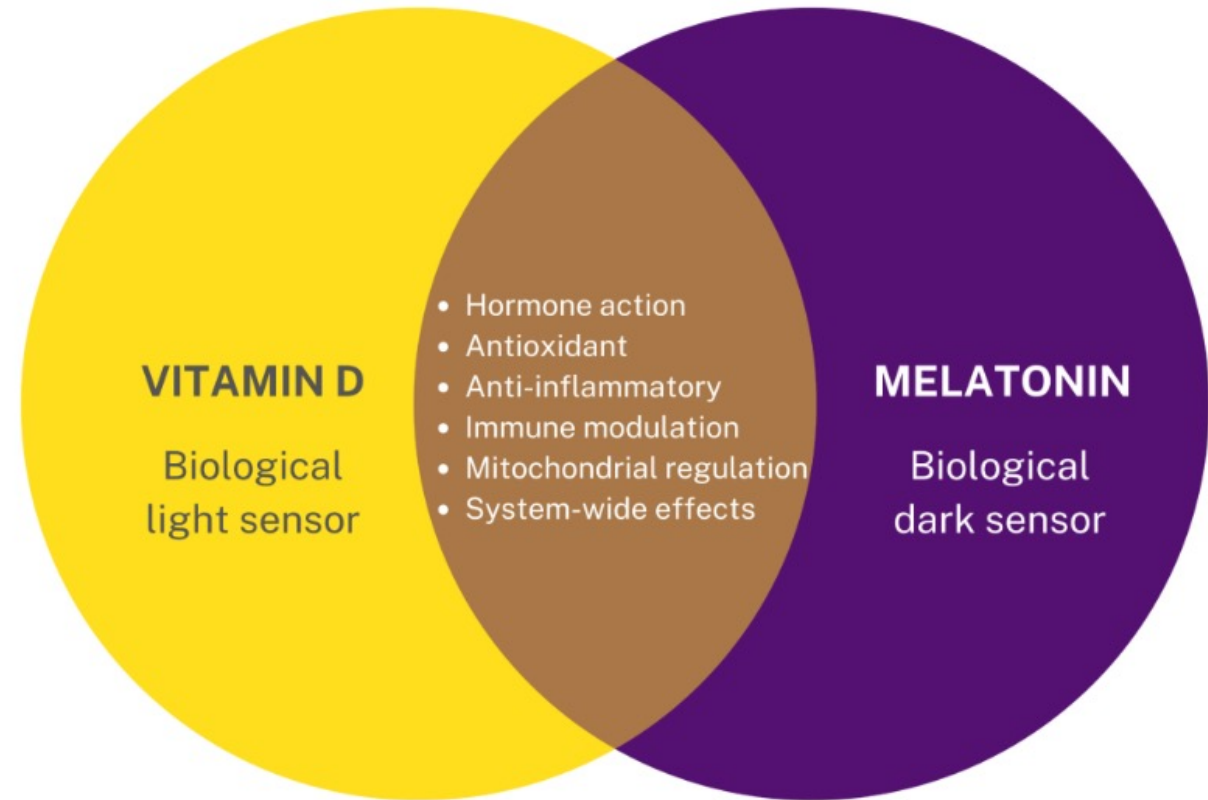 VITAMIN D
Biological
light sensor
• Hormone action
• Antioxidant
• Anti-inflammatory
• Immune modulation
• Mitochondrial regulation
• System-wide effects
MELATONIN
Biological
dark sensor